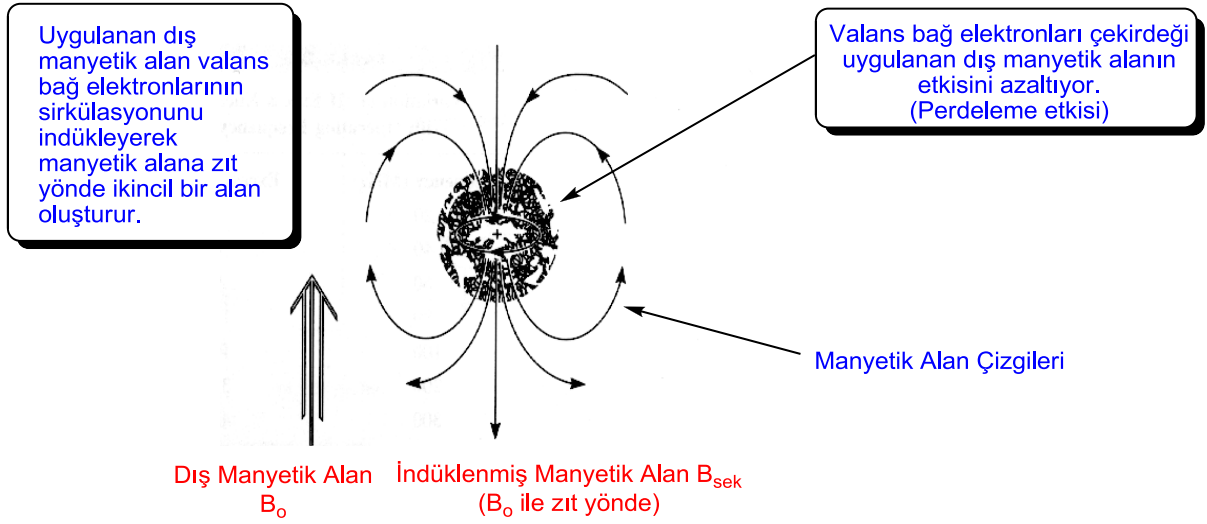 Uygulanan dış
manyetik alan valans
bağ elektronlarının
sirkülasyonunu
indükleyerek
manyetik alana zıt
yönde ikincil bir alan
oluşturur.
Valans bağ elektronları çekirdeği
uygulanan dış manyetik alanın
etkisini azaltıyor.
(Perdeleme etkisi)
Manyetik Alan Çizgileri
Dış Manyetik Alan
Bo
İndüklenmiş Manyetik Alan Bsek
(Bo ile zıt yönde)